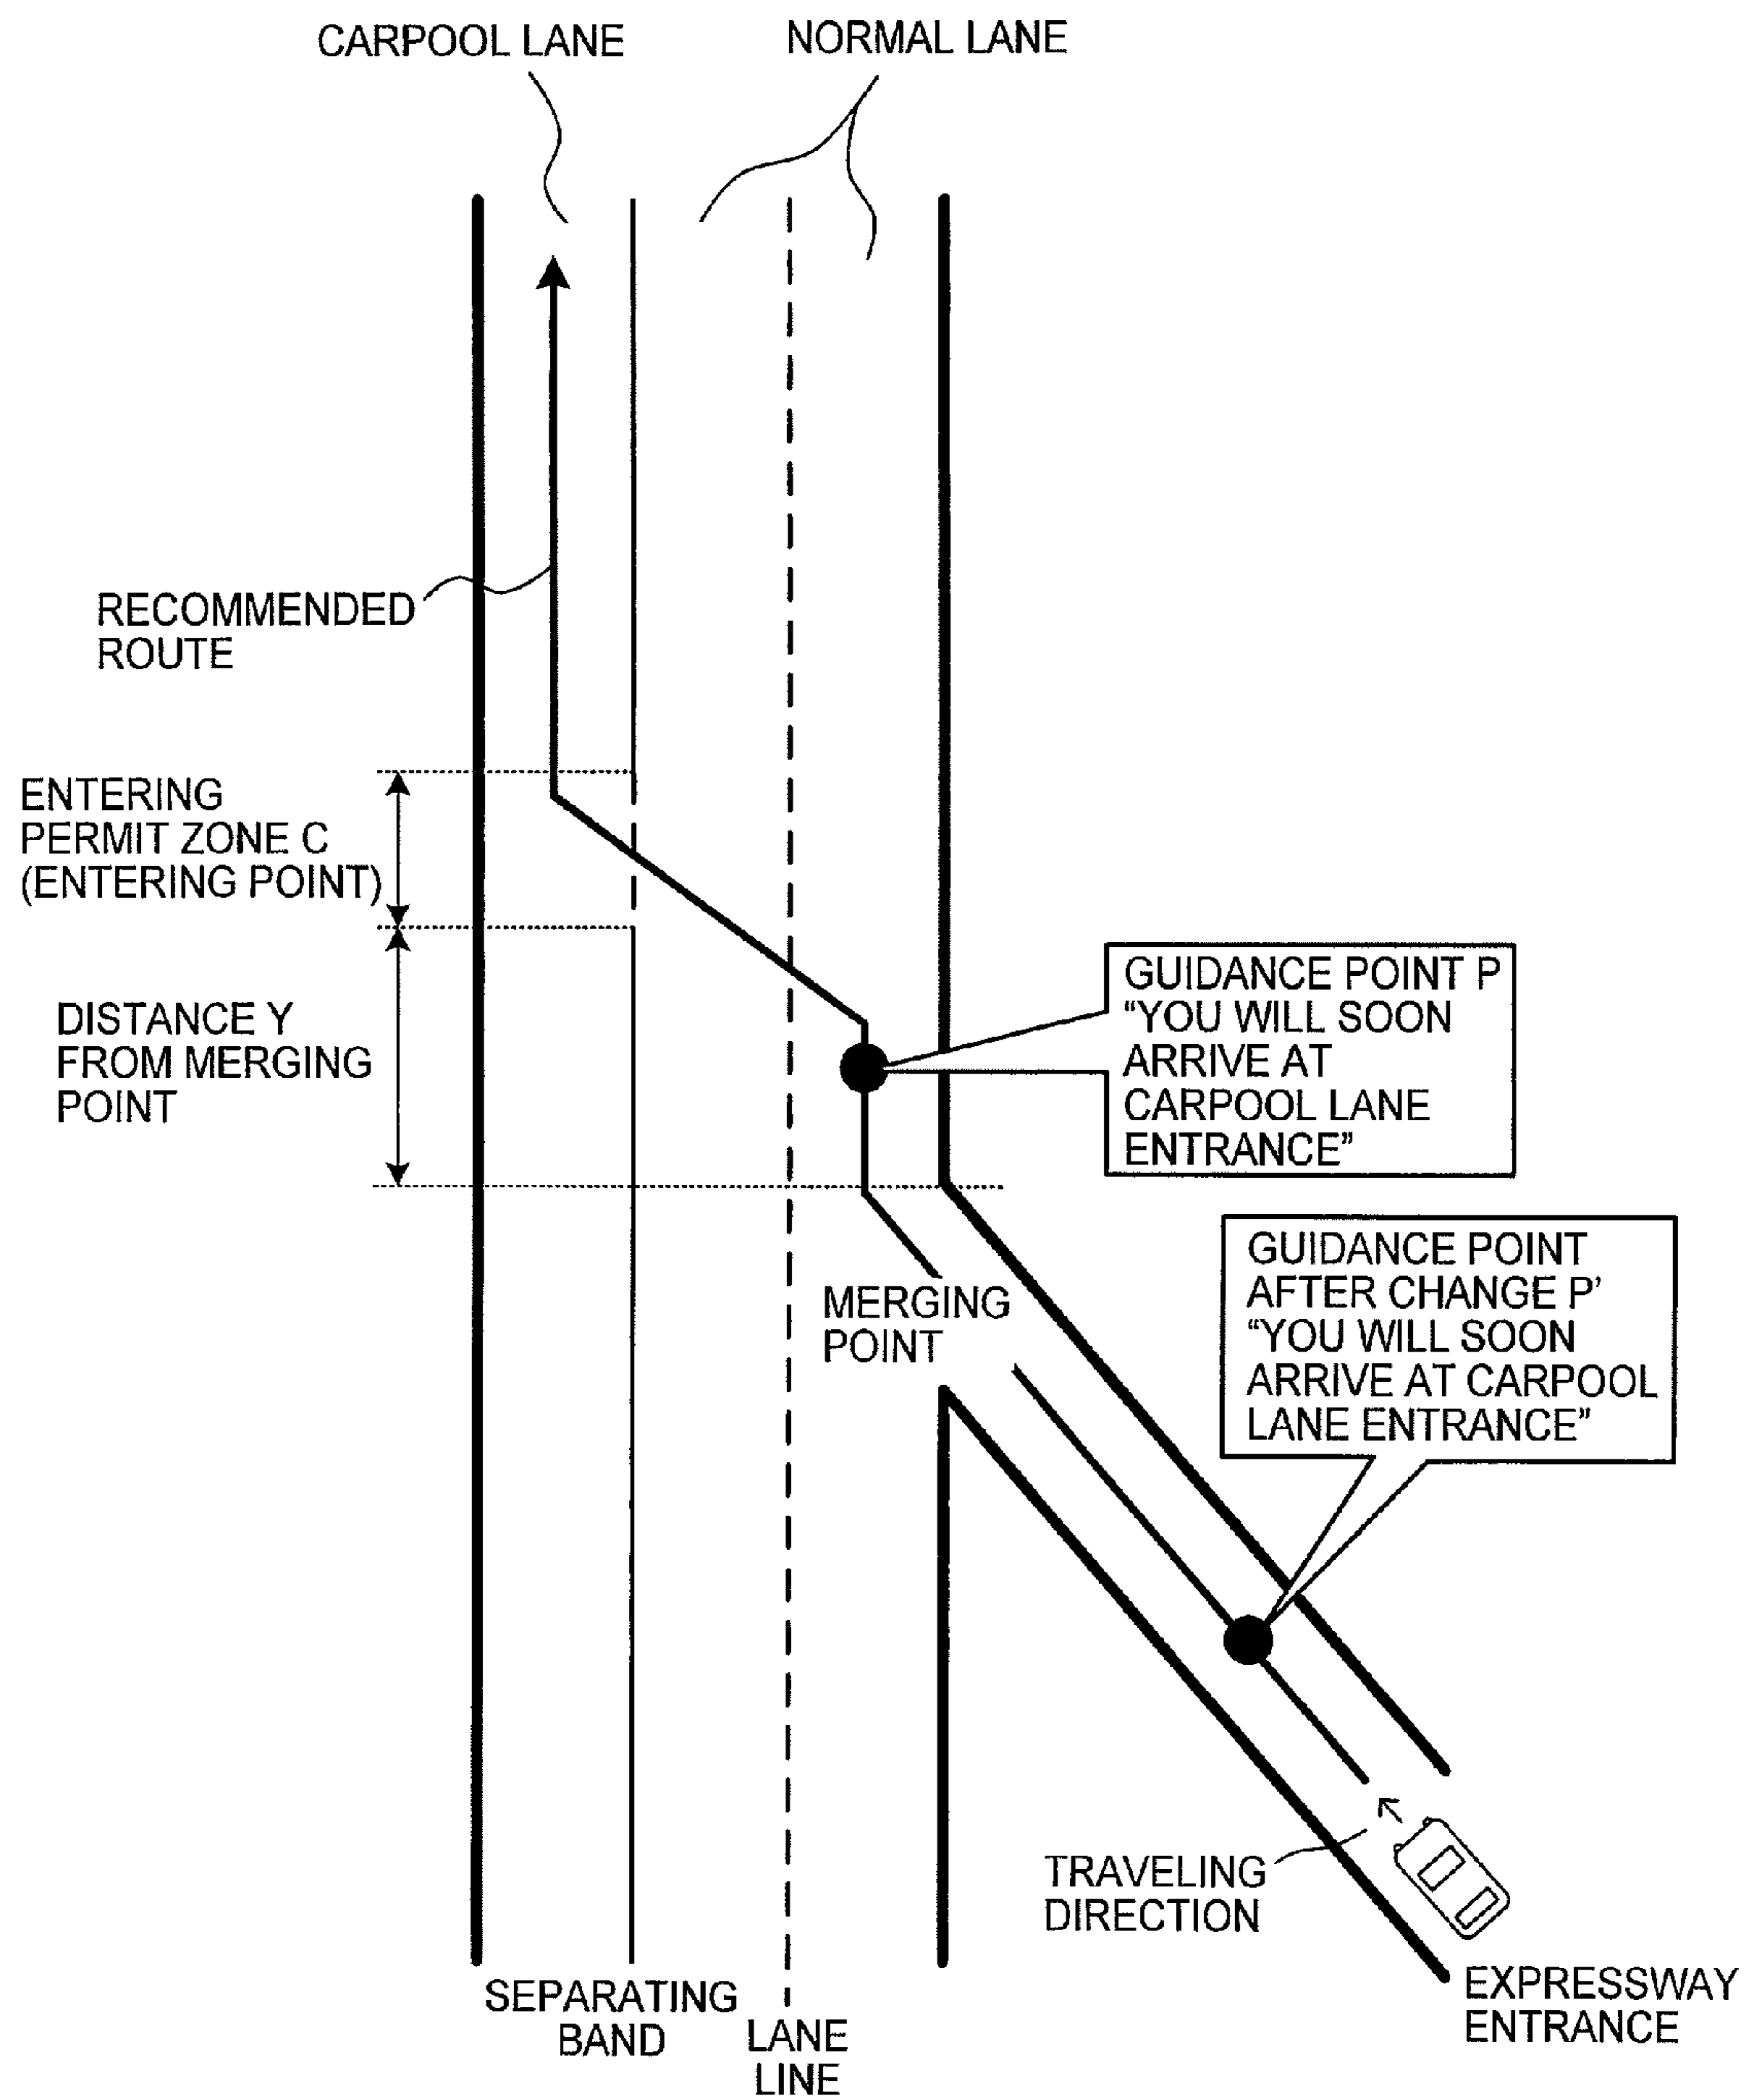 CARPOOL LANE
NORMAL LANE
RECOMMENDED
ROUTE
ENTERING
PERMIT ZONE C
(ENTERING POINT)
DISTANCE Y
FROM MERGING
POINT
GUIDANCE POINT P
“YOU WILL SOON
ARRIVE AT
CARPOOL LANE
ENTRANCE”
GUIDANCE POINT
AFTER CHANGE P’
“YOU WILL SOON
ARRIVE AT CARPOOL
LANE ENTRANCE”
MERGING
POINT
TRAVELING
DIRECTION
EXPRESSWAY
ENTRANCE
SEPARATING
BAND
LANE
LINE